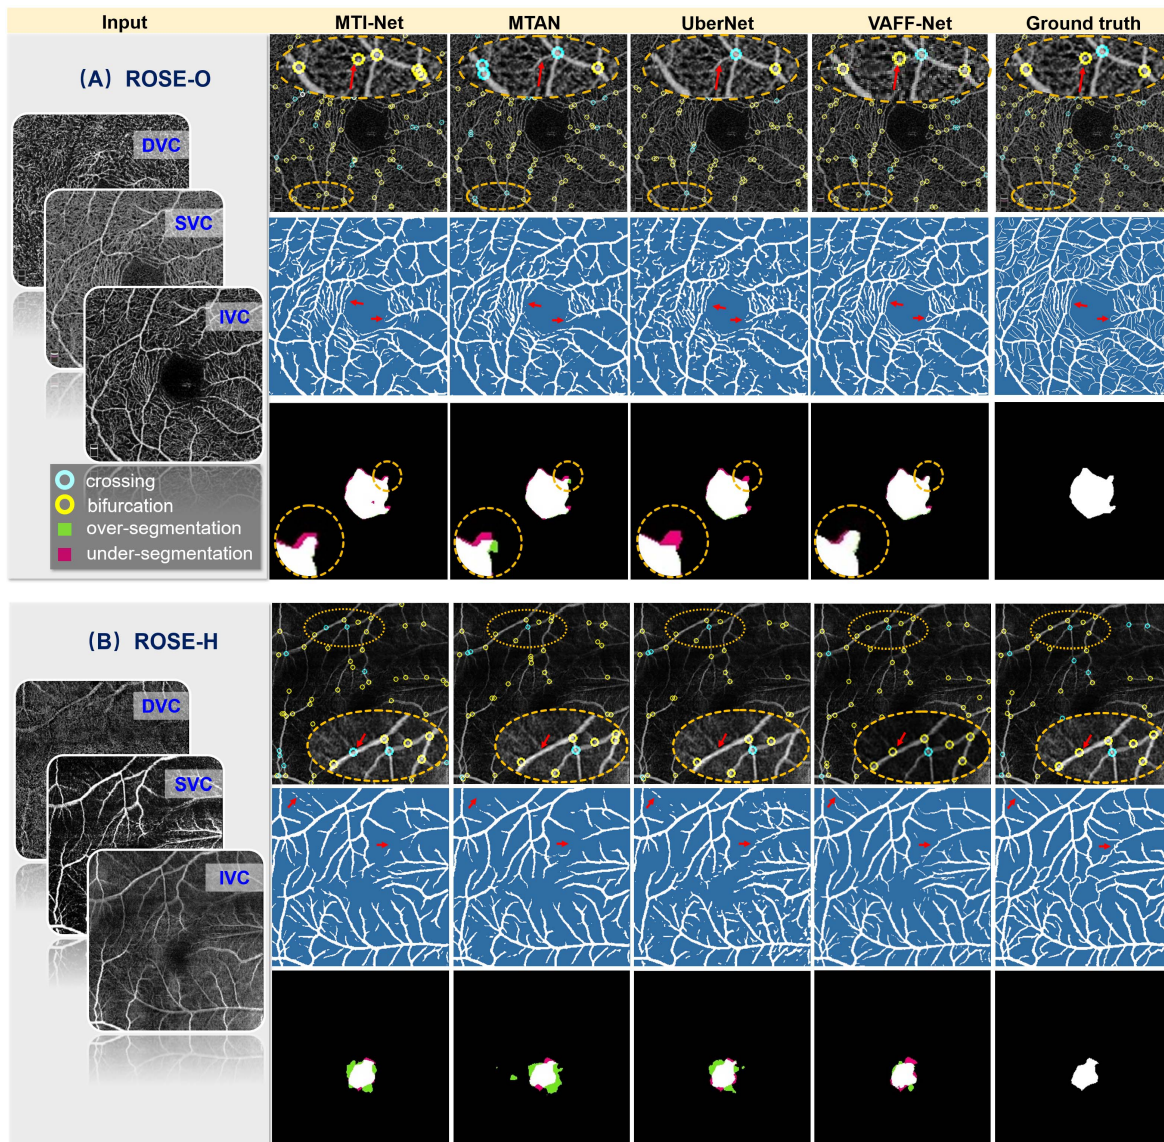 Input MTI-Net MTAN UberNet VAFF-Net Ground truth
(A) ROSE-O
DVC
SVC
IVC
crossing
bifurcation
over-segmentation
under-segmentation
(B) ROSE-H
DVC
SVC
IVC